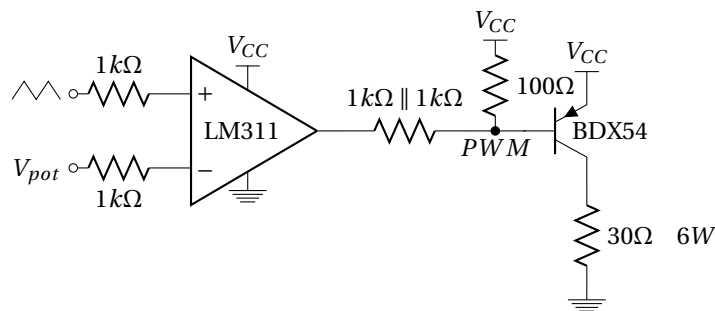 V_CC
V_CC
V_CC
1kΩ
100Ω
1kΩ ∥ 1kΩ
+
LM311
BDX54
PWM
V_pot
−
1kΩ
30Ω 6W